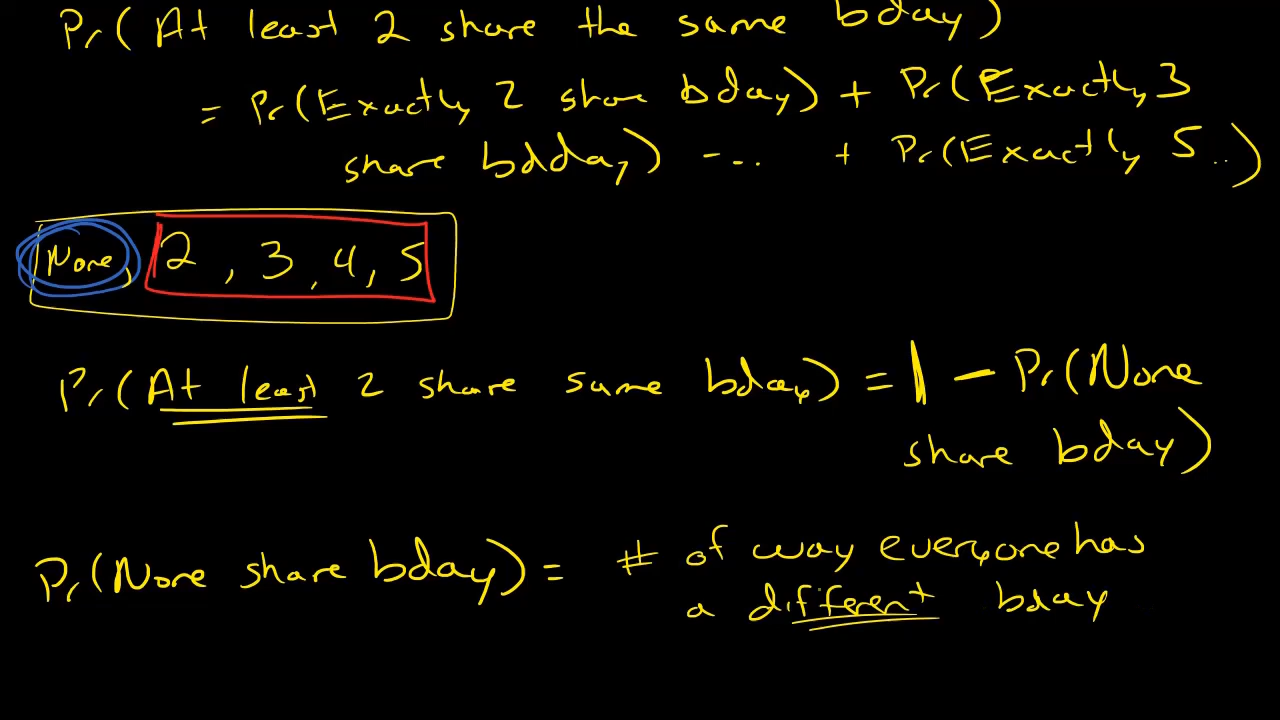 Pr(At least 2 share the same bday)
= Pr(Exactly 2 share bday) + Pr(Exactly 3
share bdday) -... + Pr(Exactly 5..)
None, 2, 3, 4, 5
Pr(At least 2 share same bday) = 1 - Pr(None
share bday)
Pr(None share bday) = # of way everyone has
a different bday